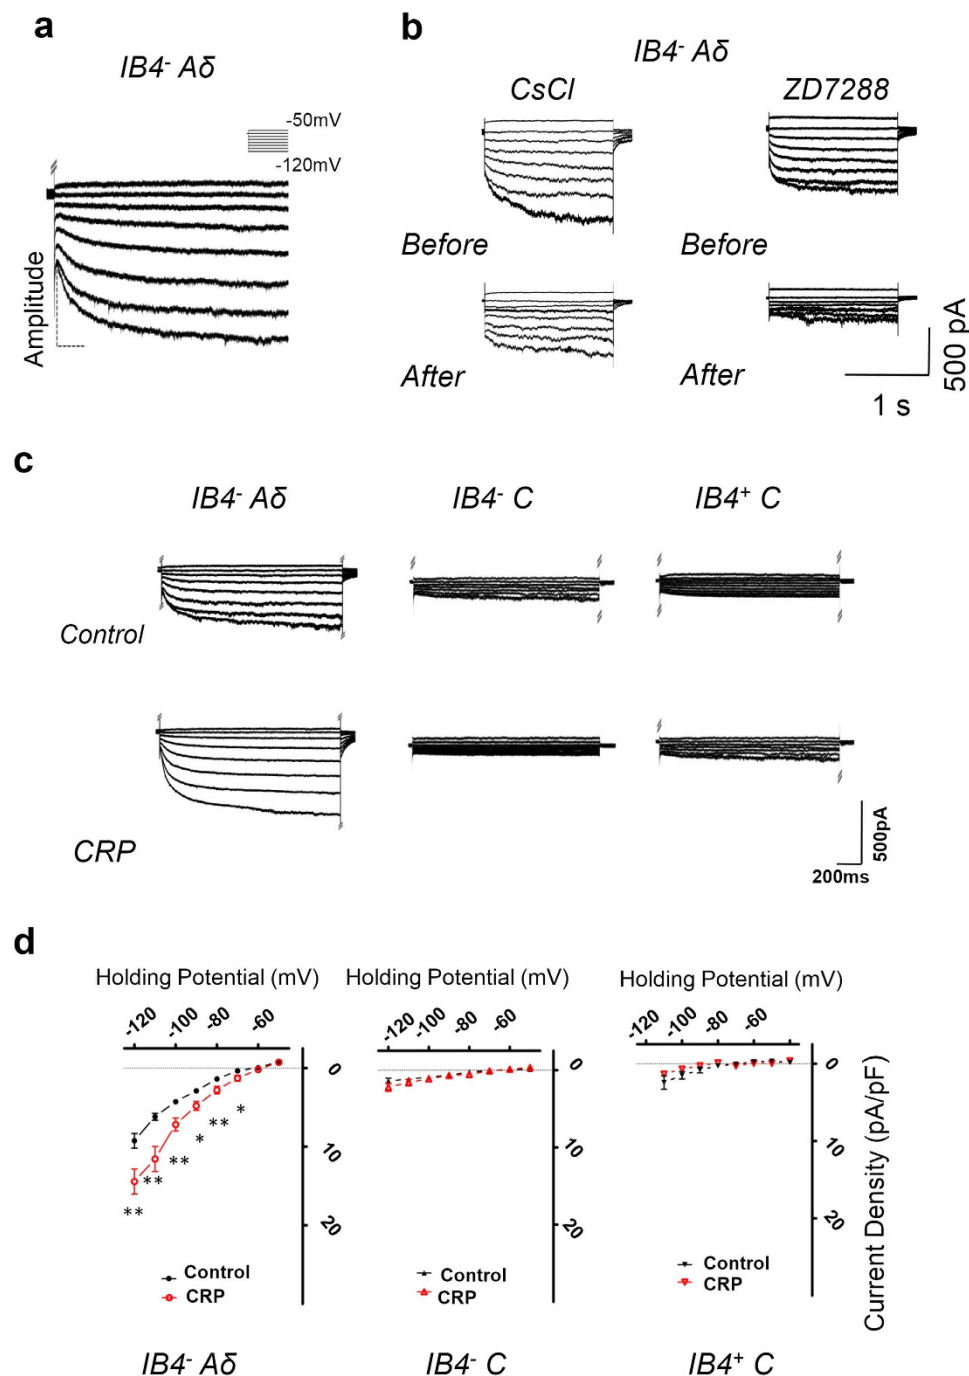 a
IB4- Aδ
-50mV
-120mV
Amplitude
b
IB4- Aδ
CsCl
ZD7288
Before
Before
After
After
500 pA
1 s
c
IB4- Aδ
IB4- C
IB4+ C
Control
CRP
500pA
200ms
d
Holding Potential (mV)
-120
-100
-80
-60
0
10
20
**
**
**
*
**
*
Control
CRP
IB4- Aδ
Holding Potential (mV)
-120
-100
-80
-60
0
10
20
Control
CRP
IB4- C
Holding Potential (mV)
-120
-100
-80
-60
0
10
20
Control
CRP
IB4+ C
Current Density (pA/pF)